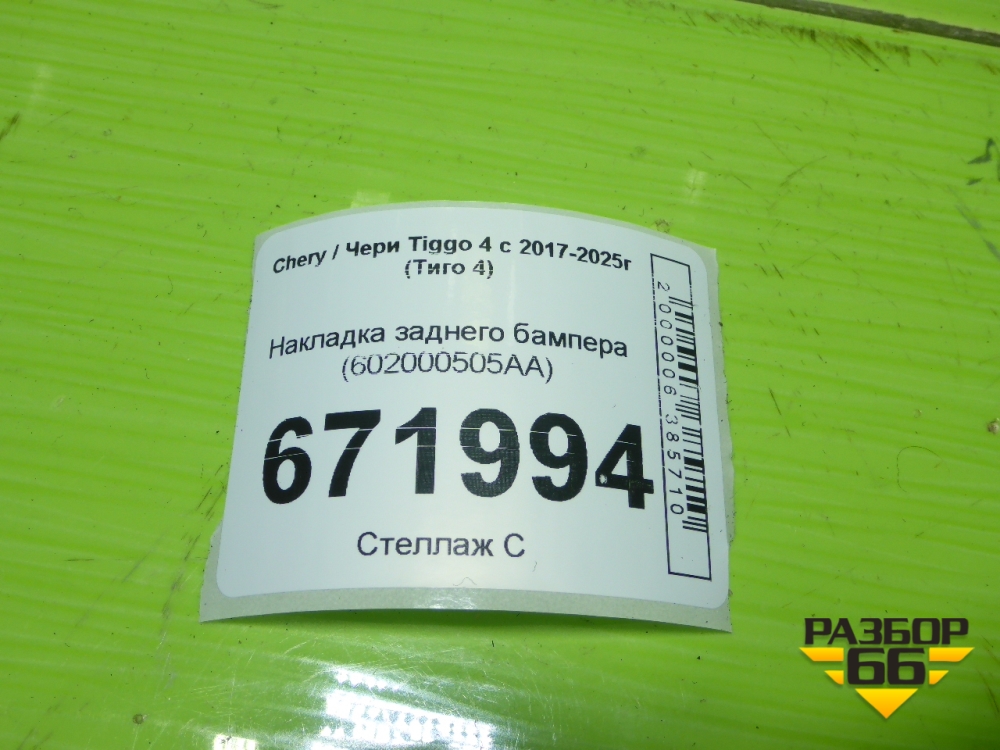 Chery / Чери Tiggo 4 с 2017-2025г
(Тиго 4)
Накладка заднего бампера
(602000505AA)
671994
Стеллаж С
2000006385710
РАЗБОР
66